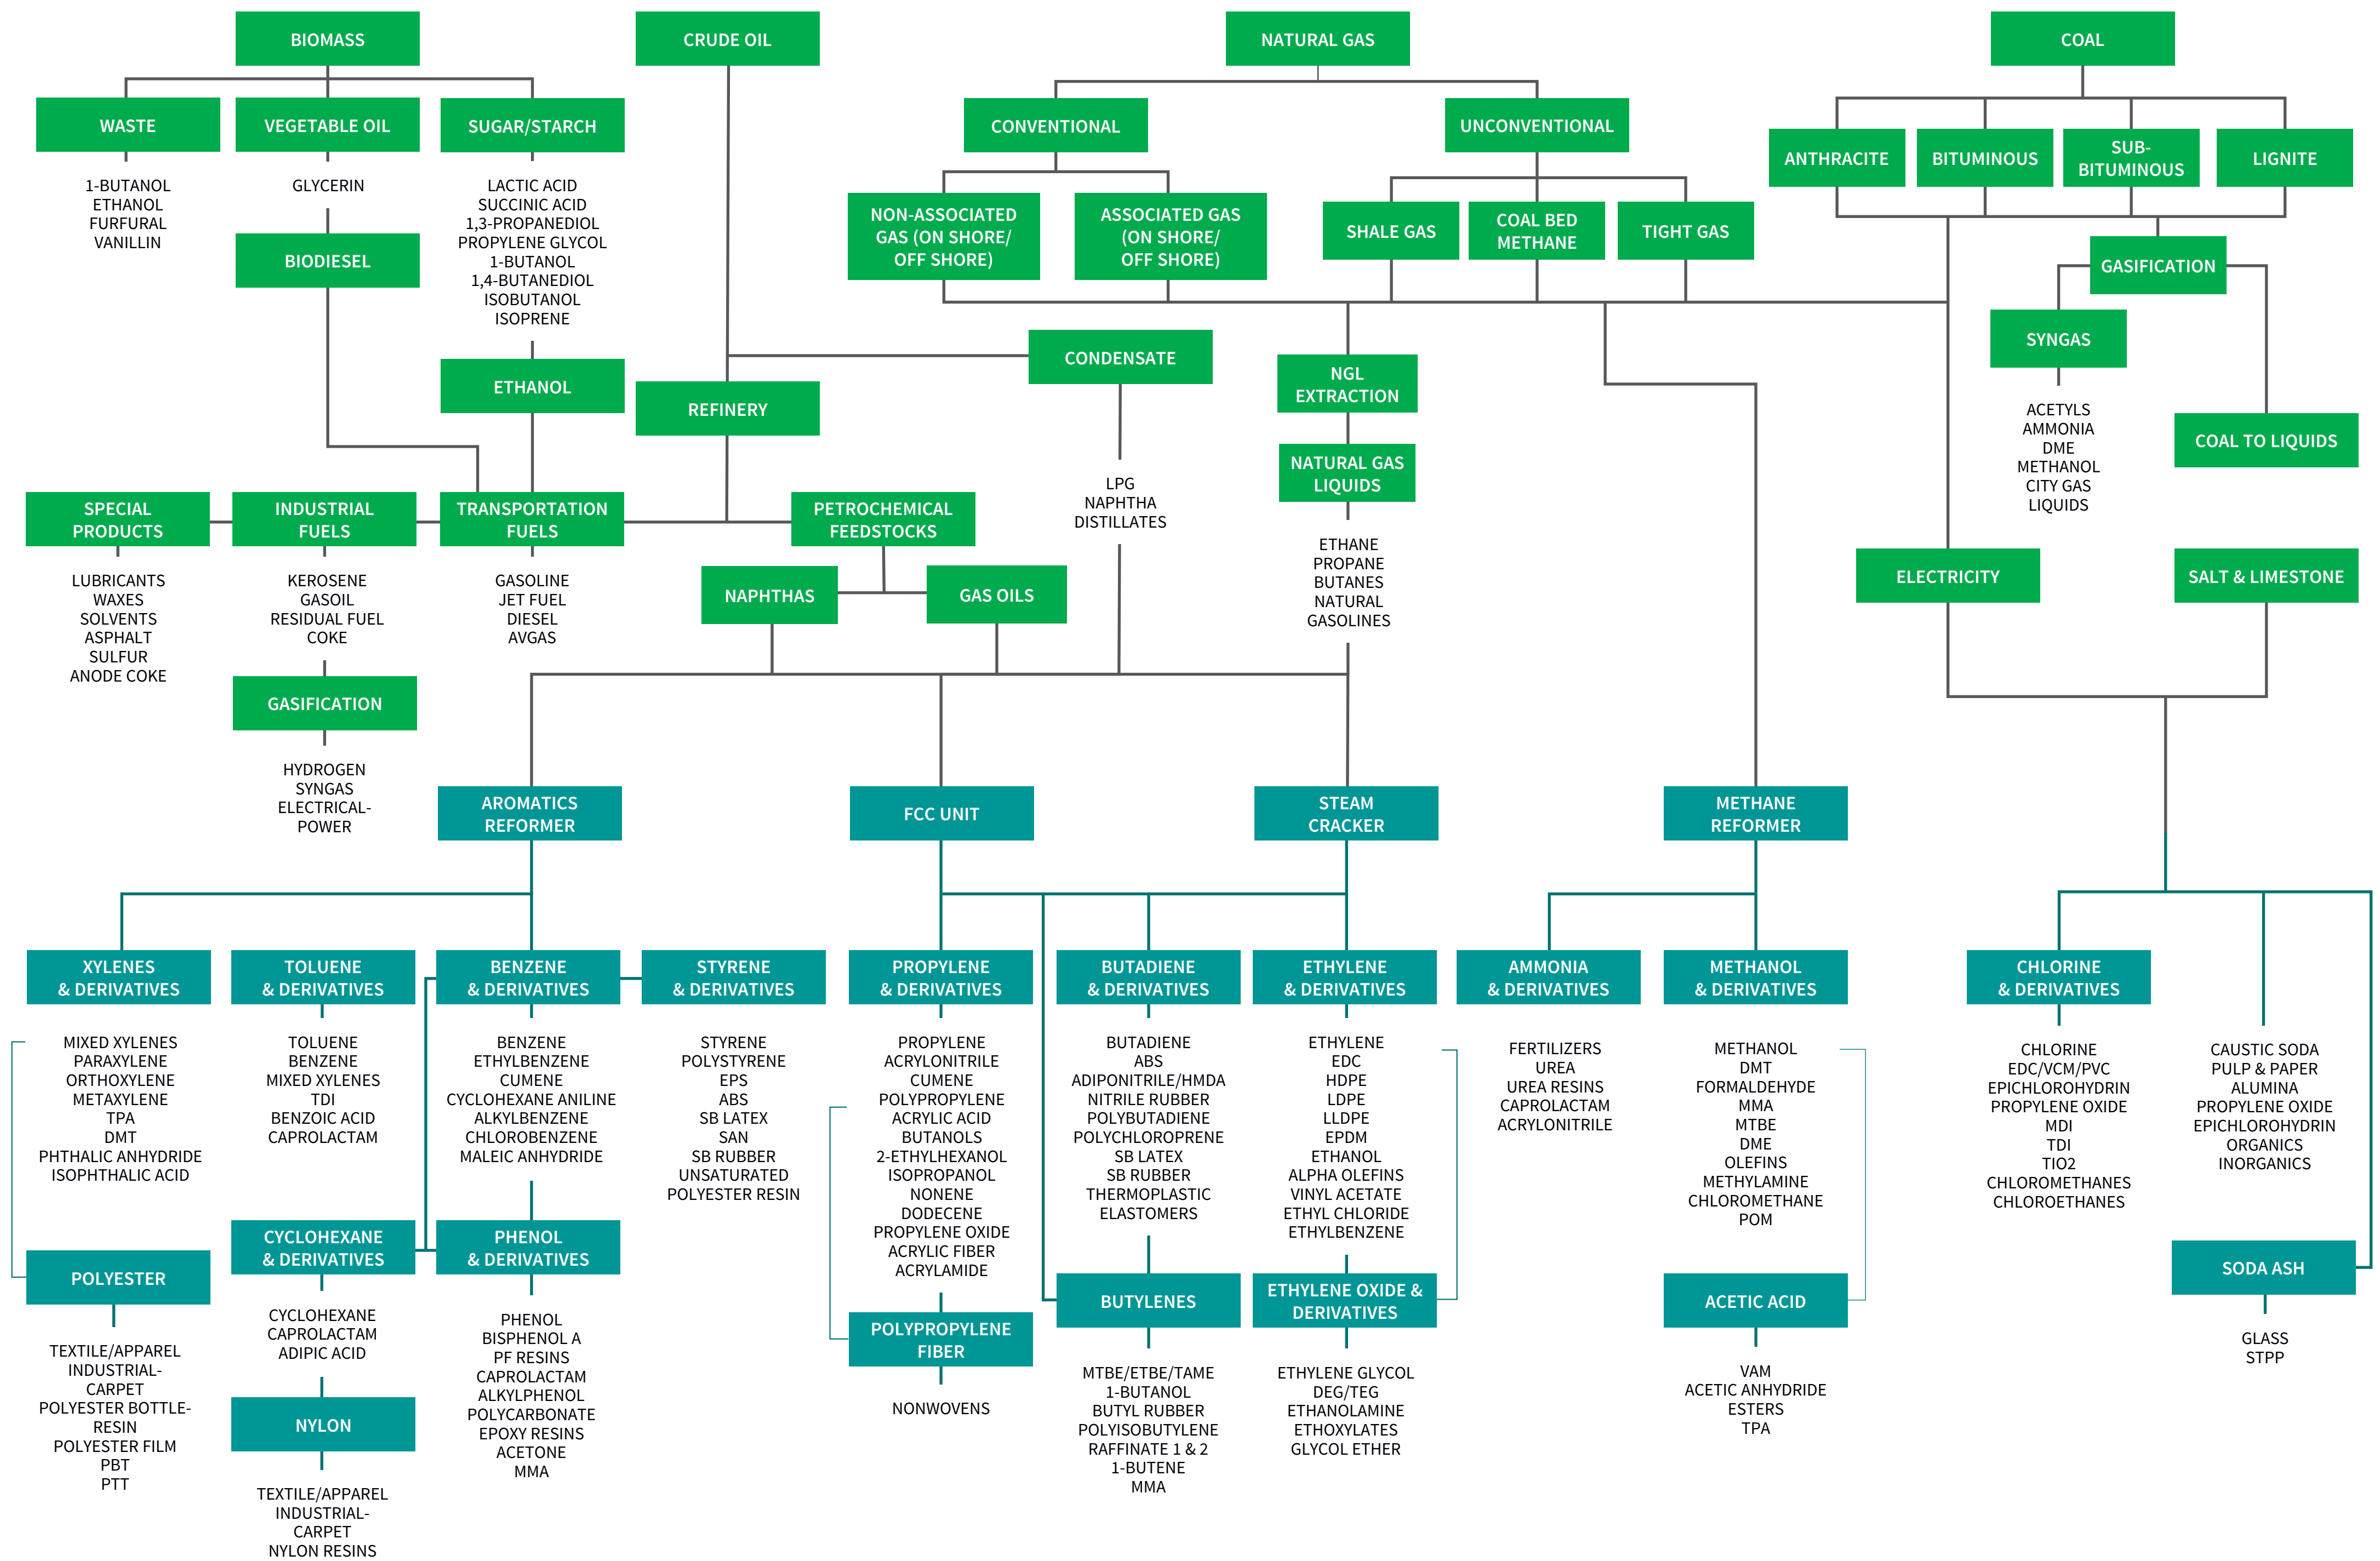 BIOMASS
CRUDE OIL
NATURAL GAS
COAL
WASTE
VEGETABLE OIL
SUGAR/STARCH
CONVENTIONAL
UNCONVENTIONAL
ANTHRACITE
BITUMINOUS
SUB-
BITUMINOUS
LIGNITE
1-BUTANOL
ETHANOL
FURFURAL
VANILLIN
GLYCERIN
BIODIESEL
LACTIC ACID
SUCCINIC ACID
1,3-PROPANEDIOL
PROPYLENE GLYCOL
1-BUTANOL
1,4-BUTANEDIOL
ISOBUTANOL
ISOPRENE
ETHANOL
NON-ASSOCIATED
GAS (ON SHORE/
OFF SHORE)
ASSOCIATED GAS
(ON SHORE/
OFF SHORE)
SHALE GAS
COAL BED
METHANE
TIGHT GAS
GASIFICATION
SYNGAS
ACETYLS
AMMONIA
DME
METHANOL
CITY GAS
LIQUIDS
COAL TO LIQUIDS
REFINERY
CONDENSATE
LPG
NAPHTHA
DISTILLATES
NGL
EXTRACTION
NATURAL GAS
LIQUIDS
ETHANE
PROPANE
BUTANES
NATURAL
GASOLINES
SPECIAL
PRODUCTS
LUBRICANTS
WAXES
SOLVENTS
ASPHALT
SULFUR
ANODE COKE
INDUSTRIAL
FUELS
KEROSENE
GASOIL
RESIDUAL FUEL
COKE
GASIFICATION
HYDROGEN
SYNGAS
ELECTRICAL-
POWER
TRANSPORTATION
FUELS
GASOLINE
JET FUEL
DIESEL
AVGAS
PETROCHEMICAL
FEEDSTOCKS
NAPHTHAS
GAS OILS
ELECTRICITY
SALT & LIMESTONE
AROMATICS
REFORMER
FCC UNIT
STEAM
CRACKER
METHANE
REFORMER
XYLENES
& DERIVATIVES
MIXED XYLENES
PARAXYLENE
ORTHOXYLENE
METAXYLENE
TPA
DMT
PHTHALIC ANHYDRIDE
ISOPHTHALIC ACID
POLYESTER
TEXTILE/APPAREL
INDUSTRIAL-
CARPET
POLYESTER BOTTLE-
RESIN
POLYESTER FILM
PBT
PTT
TOLUENE
& DERIVATIVES
TOLUENE
BENZENE
MIXED XYLENES
TDI
BENZOIC ACID
CAPROLACTAM
CYCLOHEXANE
& DERIVATIVES
CYCLOHEXANE
CAPROLACTAM
ADIPIC ACID
NYLON
TEXTILE/APPAREL
INDUSTRIAL-
CARPET
NYLON RESINS
BENZENE
& DERIVATIVES
BENZENE
ETHYLBENZENE
CUMENE
CYCLOHEXANE ANILINE
ALKYLBENZENE
CHLOROBENZENE
MALEIC ANHYDRIDE
PHENOL
& DERIVATIVES
PHENOL
BISPHENOL A
PF RESINS
CAPROLACTAM
ALKYLPHENOL
POLYCARBONATE
EPOXY RESINS
ACETONE
MMA
STYRENE
& DERIVATIVES
STYRENE
POLYSTYRENE
EPS
ABS
SB LATEX
SAN
SB RUBBER
UNSATURATED
POLYESTER RESIN
PROPYLENE
& DERIVATIVES
PROPYLENE
ACRYLONITRILE
CUMENE
POLYPROPYLENE
ACRYLIC ACID
BUTANOLS
2-ETHYLHEXANOL
ISOPROPANOL
NONENE
DODECENE
PROPYLENE OXIDE
ACRYLIC FIBER
ACRYLAMIDE
POLYPROPYLENE
FIBER
NONWOVENS
BUTADIENE
& DERIVATIVES
BUTADIENE
ABS
ADIPONITRILE/HMDA
NITRILE RUBBER
POLYBUTADIENE
POLYCHLOROPRENE
SB LATEX
SB RUBBER
THERMOPLASTIC
ELASTOMERS
BUTYLENES
MTBE/ETBE/TAME
1-BUTANOL
BUTYL RUBBER
POLYISOBUTYLENE
RAFFINATE 1 & 2
1-BUTENE
MMA
ETHYLENE
& DERIVATIVES
ETHYLENE
EDC
HDPE
LDPE
LLDPE
EPDM
ETHANOL
ALPHA OLEFINS
VINYL ACETATE
ETHYL CHLORIDE
ETHYLBENZENE
ETHYLENE OXIDE &
DERIVATIVES
ETHYLENE GLYCOL
DEG/TEG
ETHANOLAMINE
ETHOXYLATES
GLYCOL ETHER
AMMONIA
& DERIVATIVES
FERTILIZERS
UREA
UREA RESINS
CAPROLACTAM
ACRYLONITRILE
METHANOL
& DERIVATIVES
METHANOL
DMT
FORMALDEHYDE
MMA
MTBE
DME
OLEFINS
METHYLAMINE
CHLOROMETHANE
POM
ACETIC ACID
VAM
ACETIC ANHYDRIDE
ESTERS
TPA
CHLORINE
& DERIVATIVES
CHLORINE
EDC/VCM/PVC
EPICHLOROHYDRIN
PROPYLENE OXIDE
MDI
TDI
TIO2
CHLOROMETHANES
CHLOROETHANES
CAUSTIC SODA
PULP & PAPER
ALUMINA
PROPYLENE OXIDE
EPICHLOROHYDRIN
ORGANICS
INORGANICS
SODA ASH
GLASS
STPP